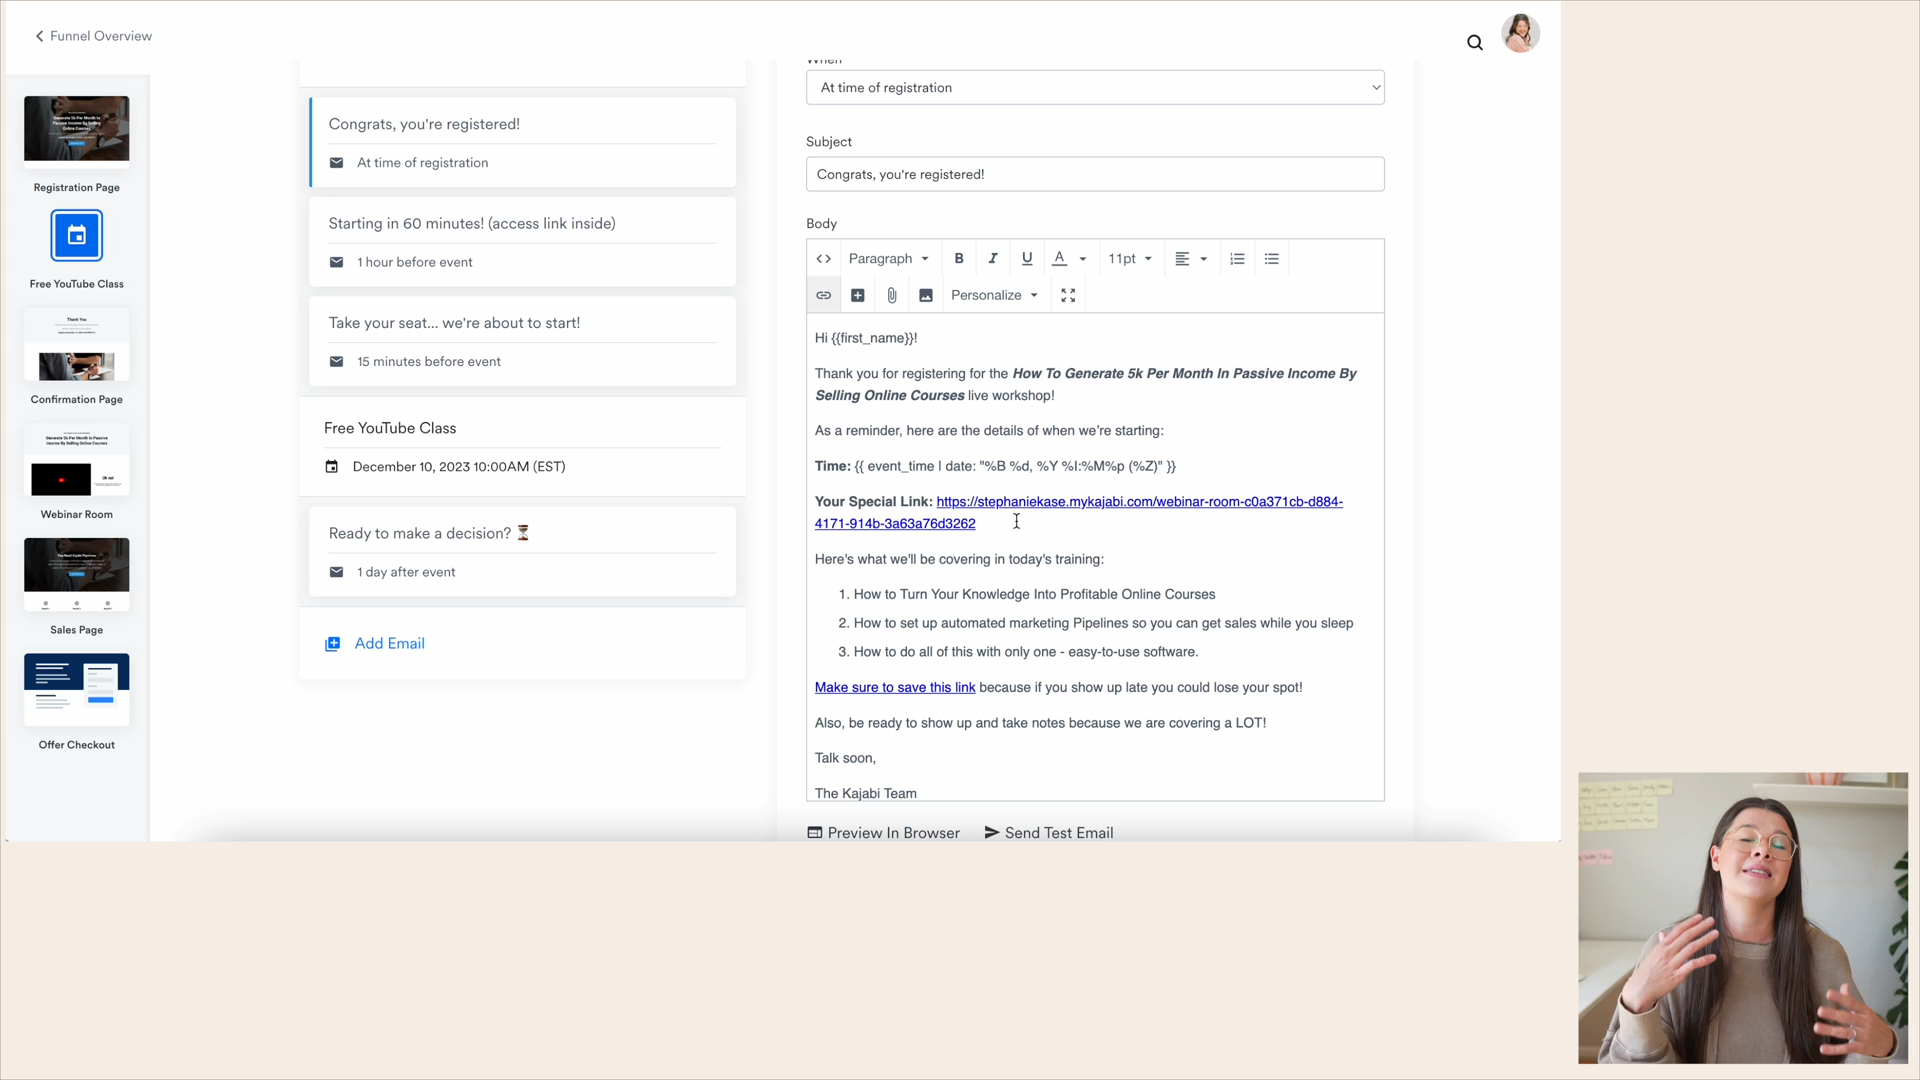 Funnel Overview
Registration Page
Free YouTube Class
Confirmation Page
Webinar Room
Sales Page
Offer Checkout
Congrats, you're registered!
At time of registration
Starting in 60 minutes! (access link inside)
1 hour before event
Take your seat... we're about to start!
15 minutes before event
Free YouTube Class
December 10, 2023 10:00AM (EST)
Ready to make a decision? ⏳
1 day after event
Add Email
When
At time of registration
Subject
Congrats, you're registered!
Body
Paragraph B I U A 11pt
Personalize
Hi {{first_name}}!
Thank you for registering for the How To Generate 5k Per Month In Passive Income By
Selling Online Courses live workshop!
As a reminder, here are the details of when we're starting:
Time: {{ event_time | date: "%B %d, %Y %I:%M%p (%Z)" }}
Your Special Link: https://stephaniekase.mykajabi.com/webinar-room-c0a371cb-d884-
4171-914b-3a63a76d3262
Here's what we'll be covering in today's training:
1. How to Turn Your Knowledge Into Profitable Online Courses
2. How to set up automated marketing Pipelines so you can get sales while you sleep
3. How to do all of this with only one - easy-to-use software.
Make sure to save this link because if you show up late you could lose your spot!
Also, be ready to show up and take notes because we are covering a LOT!
Talk soon,
The Kajabi Team
Preview In Browser Send Test Email